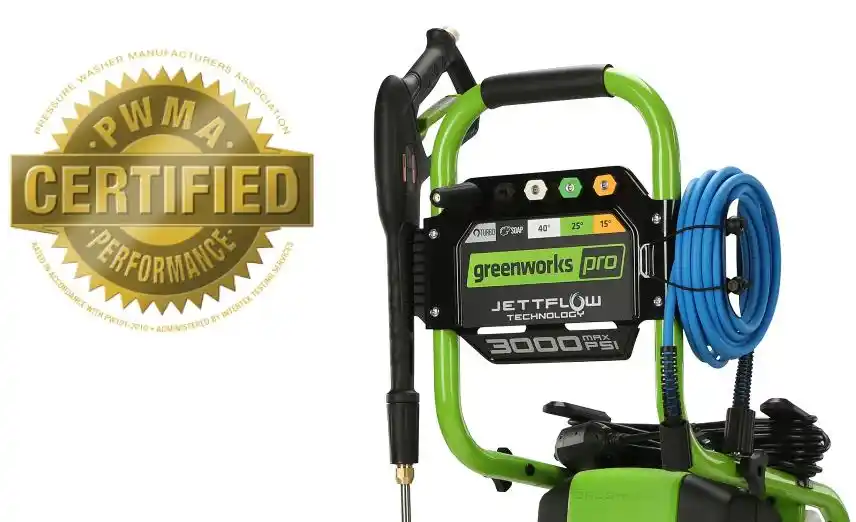 PRESSURE WASHER MANUFACTURERS ASSOCIATION
• PWMA •
CERTIFIED
• PERFORMANCE •
RATED IN ACCORDANCE WITH PW101-2010 • ADMINISTERED BY INTERTEK TESTING SERVICES
TURBO SOAP 40° 25° 15°
greenworks pro
JETTFLOW
TECHNOLOGY
3000 MAX PSI